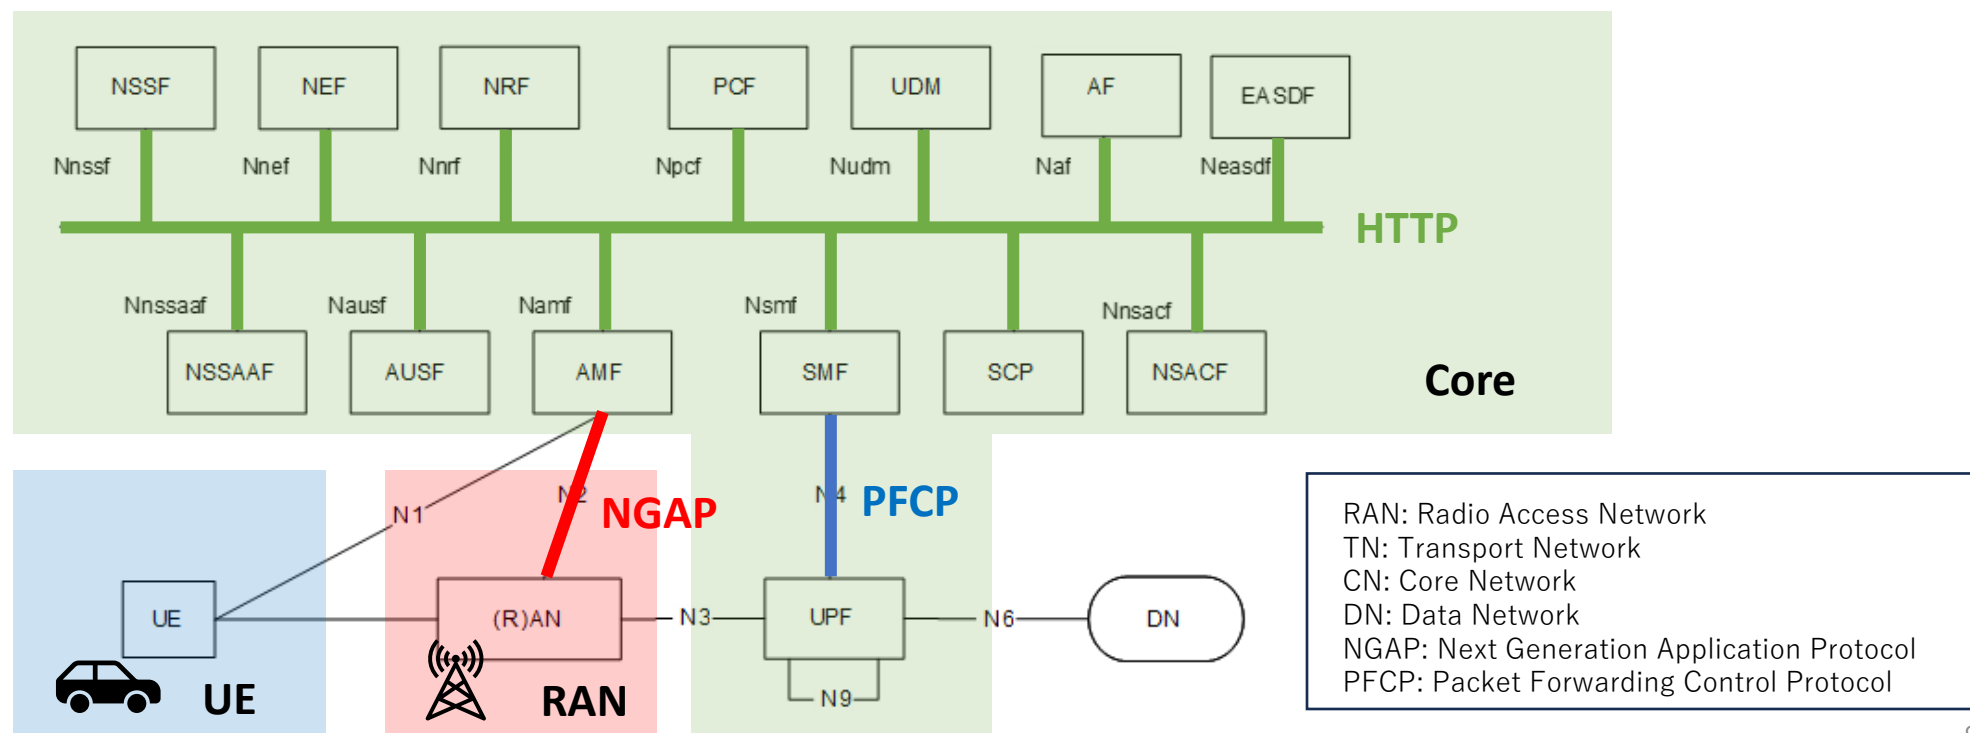 NSSF
NEF
NRF
PCF
UDM
AF
EASDF
Nnssf
Nnef
Nnrf
Npcf
Nudm
Naf
Neasdf
HTTP
Nnssaaf
Nausf
Namf
Nsmf
Nnsacf
NSSAAF
AUSF
AMF
SMF
SCP
NSACF
Core
N1
N2
NGAP
N4
PFCP
UE
(R)AN
N3
UPF
N6
DN
N9
UE
RAN
RAN: Radio Access Network
TN: Transport Network
CN: Core Network
DN: Data Network
NGAP: Next Generation Application Protocol
PFCP: Packet Forwarding Control Protocol